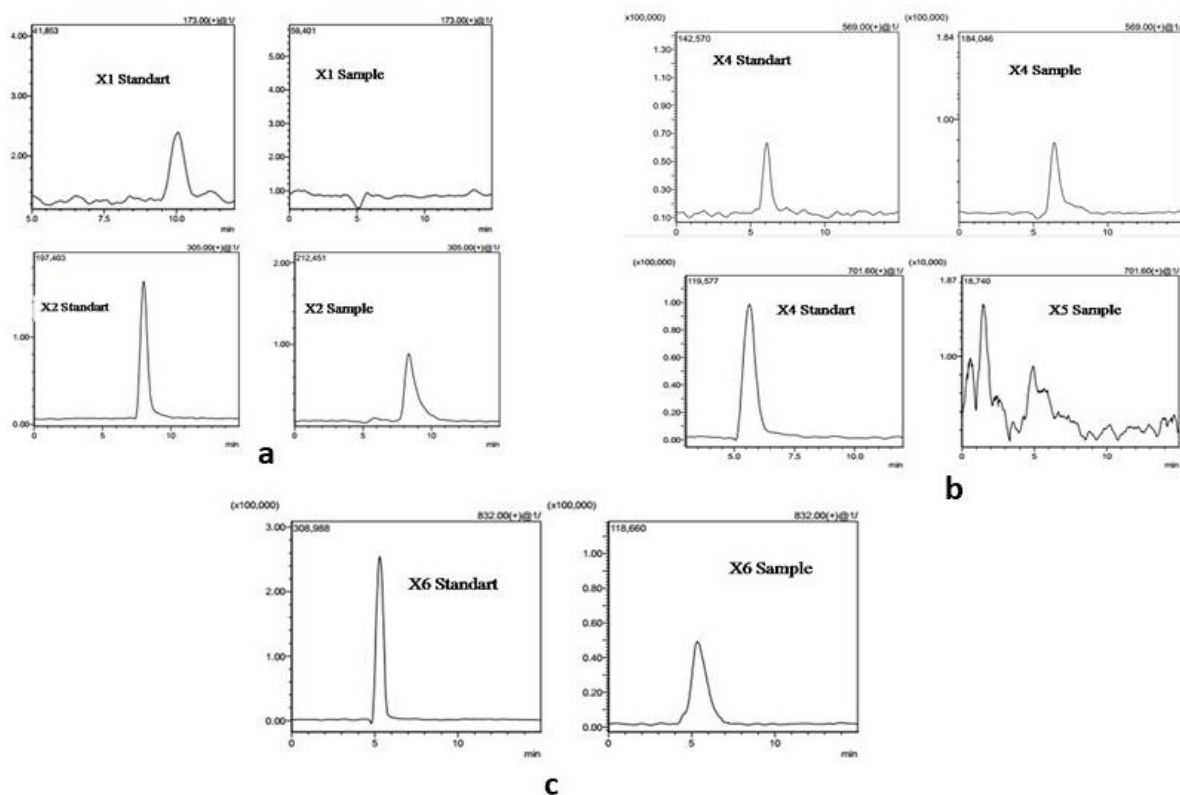 173.00(+)@1/
41,853
4.00
X1 Standart
3.00
2.00
5.0 7.5 10.0
min
173.00(+)@1/
59,401
6.00
X1 Sample
5.00
4.00
3.00
2.00
1.00
0 5 10
min
305.00(+)@1/
197,403
X2 Standart
1.00
0.00
0 5 10
min
305.00(+)@1/
2.00
212,451
X2 Sample
1.00
0.00
0 5 10
min
a
(x100,000)
569.00(+)@1/
142,570
1.30
X4 Standart
1.10
0.90
0.70
0.50
0.30
0.10
0 5 10
min
(x100,000)
569.00(+)@1/
1.84
184,046
X4 Sample
1.00
0 5 10
min
(x100,000)
701.60(+)@1/
119,577
X4 Standart
1.00
0.80
0.60
0.40
0.20
0.00
5.0 7.5 10.0
min
(x10,000)
701.60(+)@1/
1.87
18,740
X5 Sample
1.00
0 5 10
min
b
(x100,000)
832.00(+)@1/
3.00
308,988
X6 Standart
2.00
1.00
0.00
0 5 10
min
(x100,000)
832.00(+)@1/
118,660
X6 Sample
1.00
0.80
0.60
0.40
0.20
0.00
0 5 10
min
c